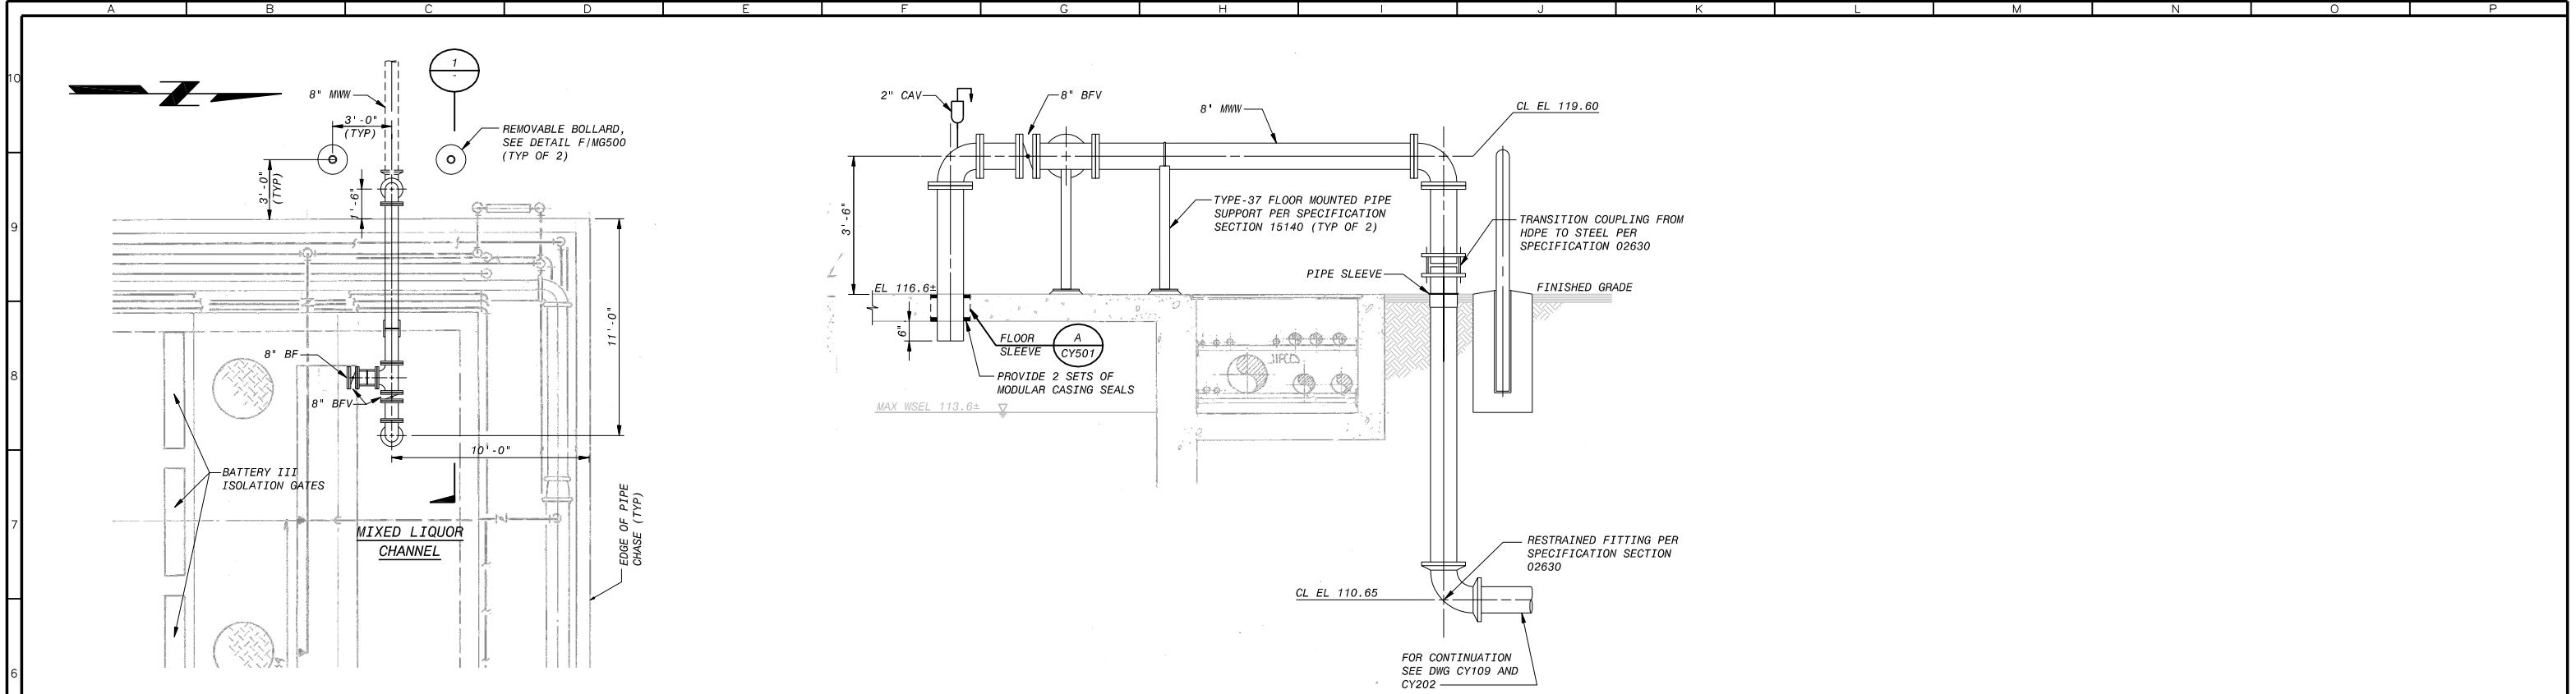 A B C D E F G H I J K L M N O P
10
9
8
7
6
1
-
8" MWW
3'-0"
(TYP)
REMOVABLE BOLLARD,
SEE DETAIL F/MG500
(TYP OF 2)
3'-0"
(TYP)
1'-6"
11'-0"
8" BF
8" BFV
10'-0"
BATTERY III
ISOLATION GATES
MIXED LIQUOR
CHANNEL
EDGE OF PIPE
CHASE (TYP)
2" CAV
8" BFV
8' MWW
CL EL 119.60
3'-6"
TYPE-37 FLOOR MOUNTED PIPE
SUPPORT PER SPECIFICATION
SECTION 15140 (TYP OF 2)
TRANSITION COUPLING FROM
HDPE TO STEEL PER
SPECIFICATION 02630
PIPE SLEEVE
EL 116.6±
FINISHED GRADE
6"
FLOOR
SLEEVE
A
CY501
PROVIDE 2 SETS OF
MODULAR CASING SEALS
MAX WSEL 113.6±
RESTRAINED FITTING PER
SPECIFICATION SECTION
02630
CL EL 110.65
FOR CONTINUATION
SEE DWG CY109 AND
CY202